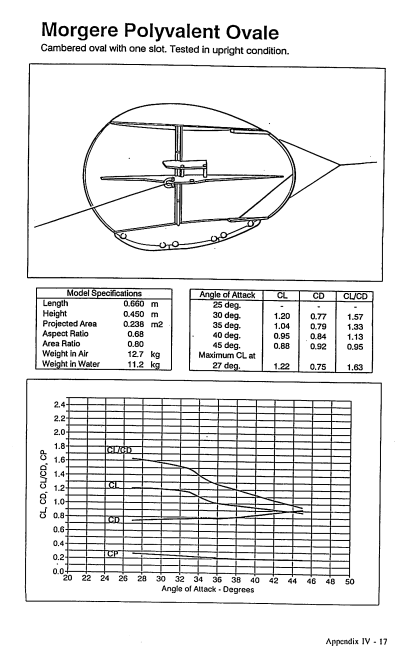 Morgere Polyvalent Ovale
Cambered oval with one slot. Tested in upright condition.
Model Specifications
Length 0.660 m
Height 0.450 m
Projected Area 0.238 m2
Aspect Ratio 0.68
Area Ratio 0.80
Weight in Air 12.7 kg
Weight in Water 11.2 kg
Angle of Attack CL CD CL/CD
25 deg. - - -
30 deg. 1.20 0.77 1.57
35 deg. 1.04 0.79 1.33
40 deg. 0.95 0.84 1.13
45 deg. 0.88 0.92 0.95
Maximum CL at
27 deg. 1.22 0.75 1.63
CL, CD, CL/CD, CP
2.4
2.2
2.0
1.8
1.6
1.4
1.2
1.0
0.8
0.6
0.4
0.2
0.0
CL/CD
CL
CD
CP
20 22 24 26 28 30 32 34 36 38 40 42 44 46 48 50
Angle of Attack - Degrees
Appendix IV - 17